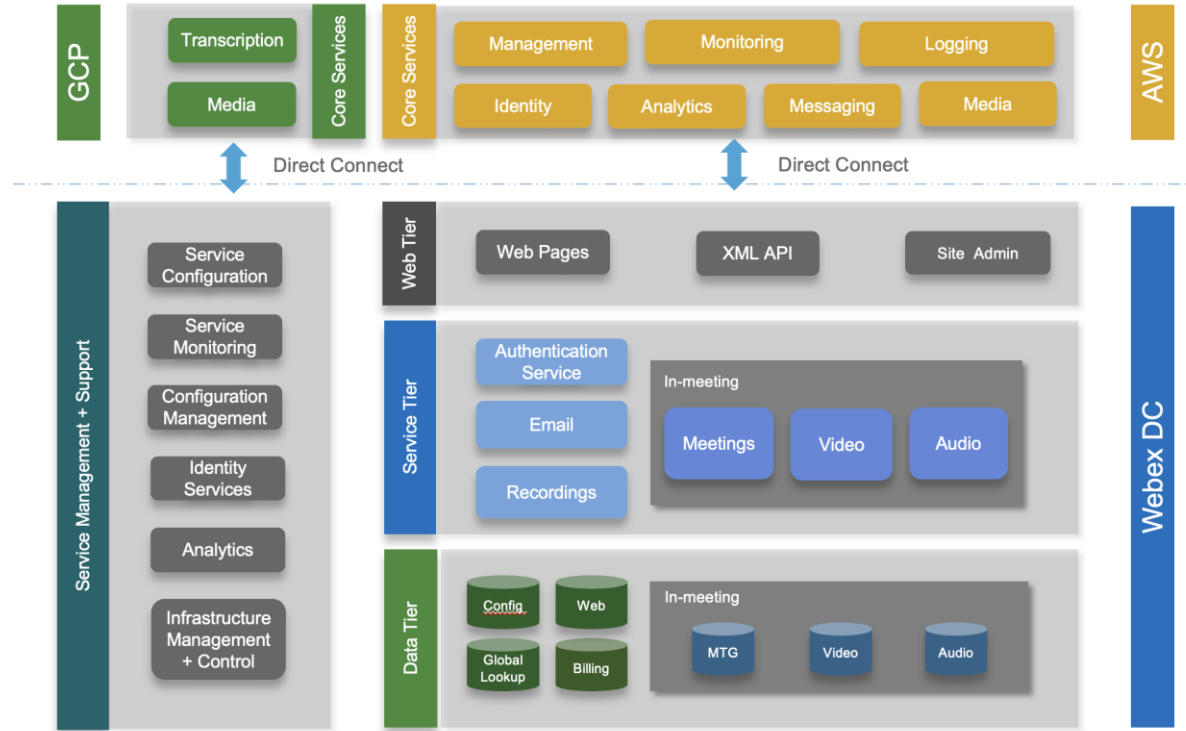 GCP
Transcription
Media
Core Services
Core Services
Management
Monitoring
Logging
Identity
Analytics
Messaging
Media
AWS
Direct Connect
Direct Connect
Service Management + Support
Service
Configuration
Service
Monitoring
Configuration
Management
Identity
Services
Analytics
Infrastructure
Management
+ Control
Web Tier
Web Pages
XML API
Site Admin
Service Tier
Authentication
Service
Email
Recordings
In-meeting
Meetings
Video
Audio
Data Tier
Config
Web
Global
Lookup
Billing
In-meeting
MTG
Video
Audio
Webex DC